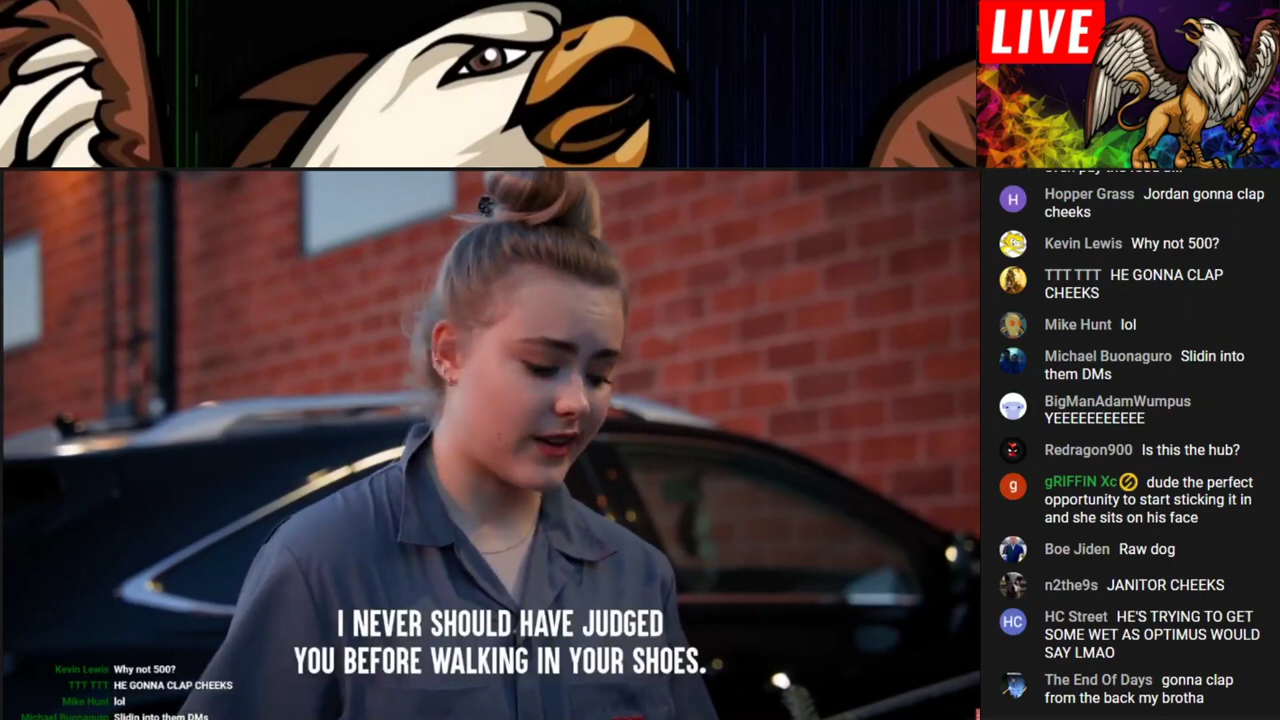 LIVE
Hopper Grass Jordan gonna clap
cheeks
Kevin Lewis Why not 500?
TTT TTT HE GONNA CLAP
CHEEKS
Mike Hunt lol
Michael Buonaguro Slidin into
them DMs
BigManAdamWumpus
YEEEEEEEEEEE
Redragon900 Is this the hub?
g gRIFFIN Xc dude the perfect
opportunity to start sticking it in
and she sits on his face
Boe Jiden Raw dog
n2the9s JANITOR CHEEKS
HC HC Street HE'S TRYING TO GET
SOME WET AS OPTIMUS WOULD
SAY LMAO
The End Of Days gonna clap
from the back my brotha
H
I NEVER SHOULD HAVE JUDGED
YOU BEFORE WALKING IN YOUR SHOES.
Kevin Lewis Why not 500?
TTT TTT HE GONNA CLAP CHEEKS
Mike Hunt lol
Michael Buonaguro Slidin into them DMs